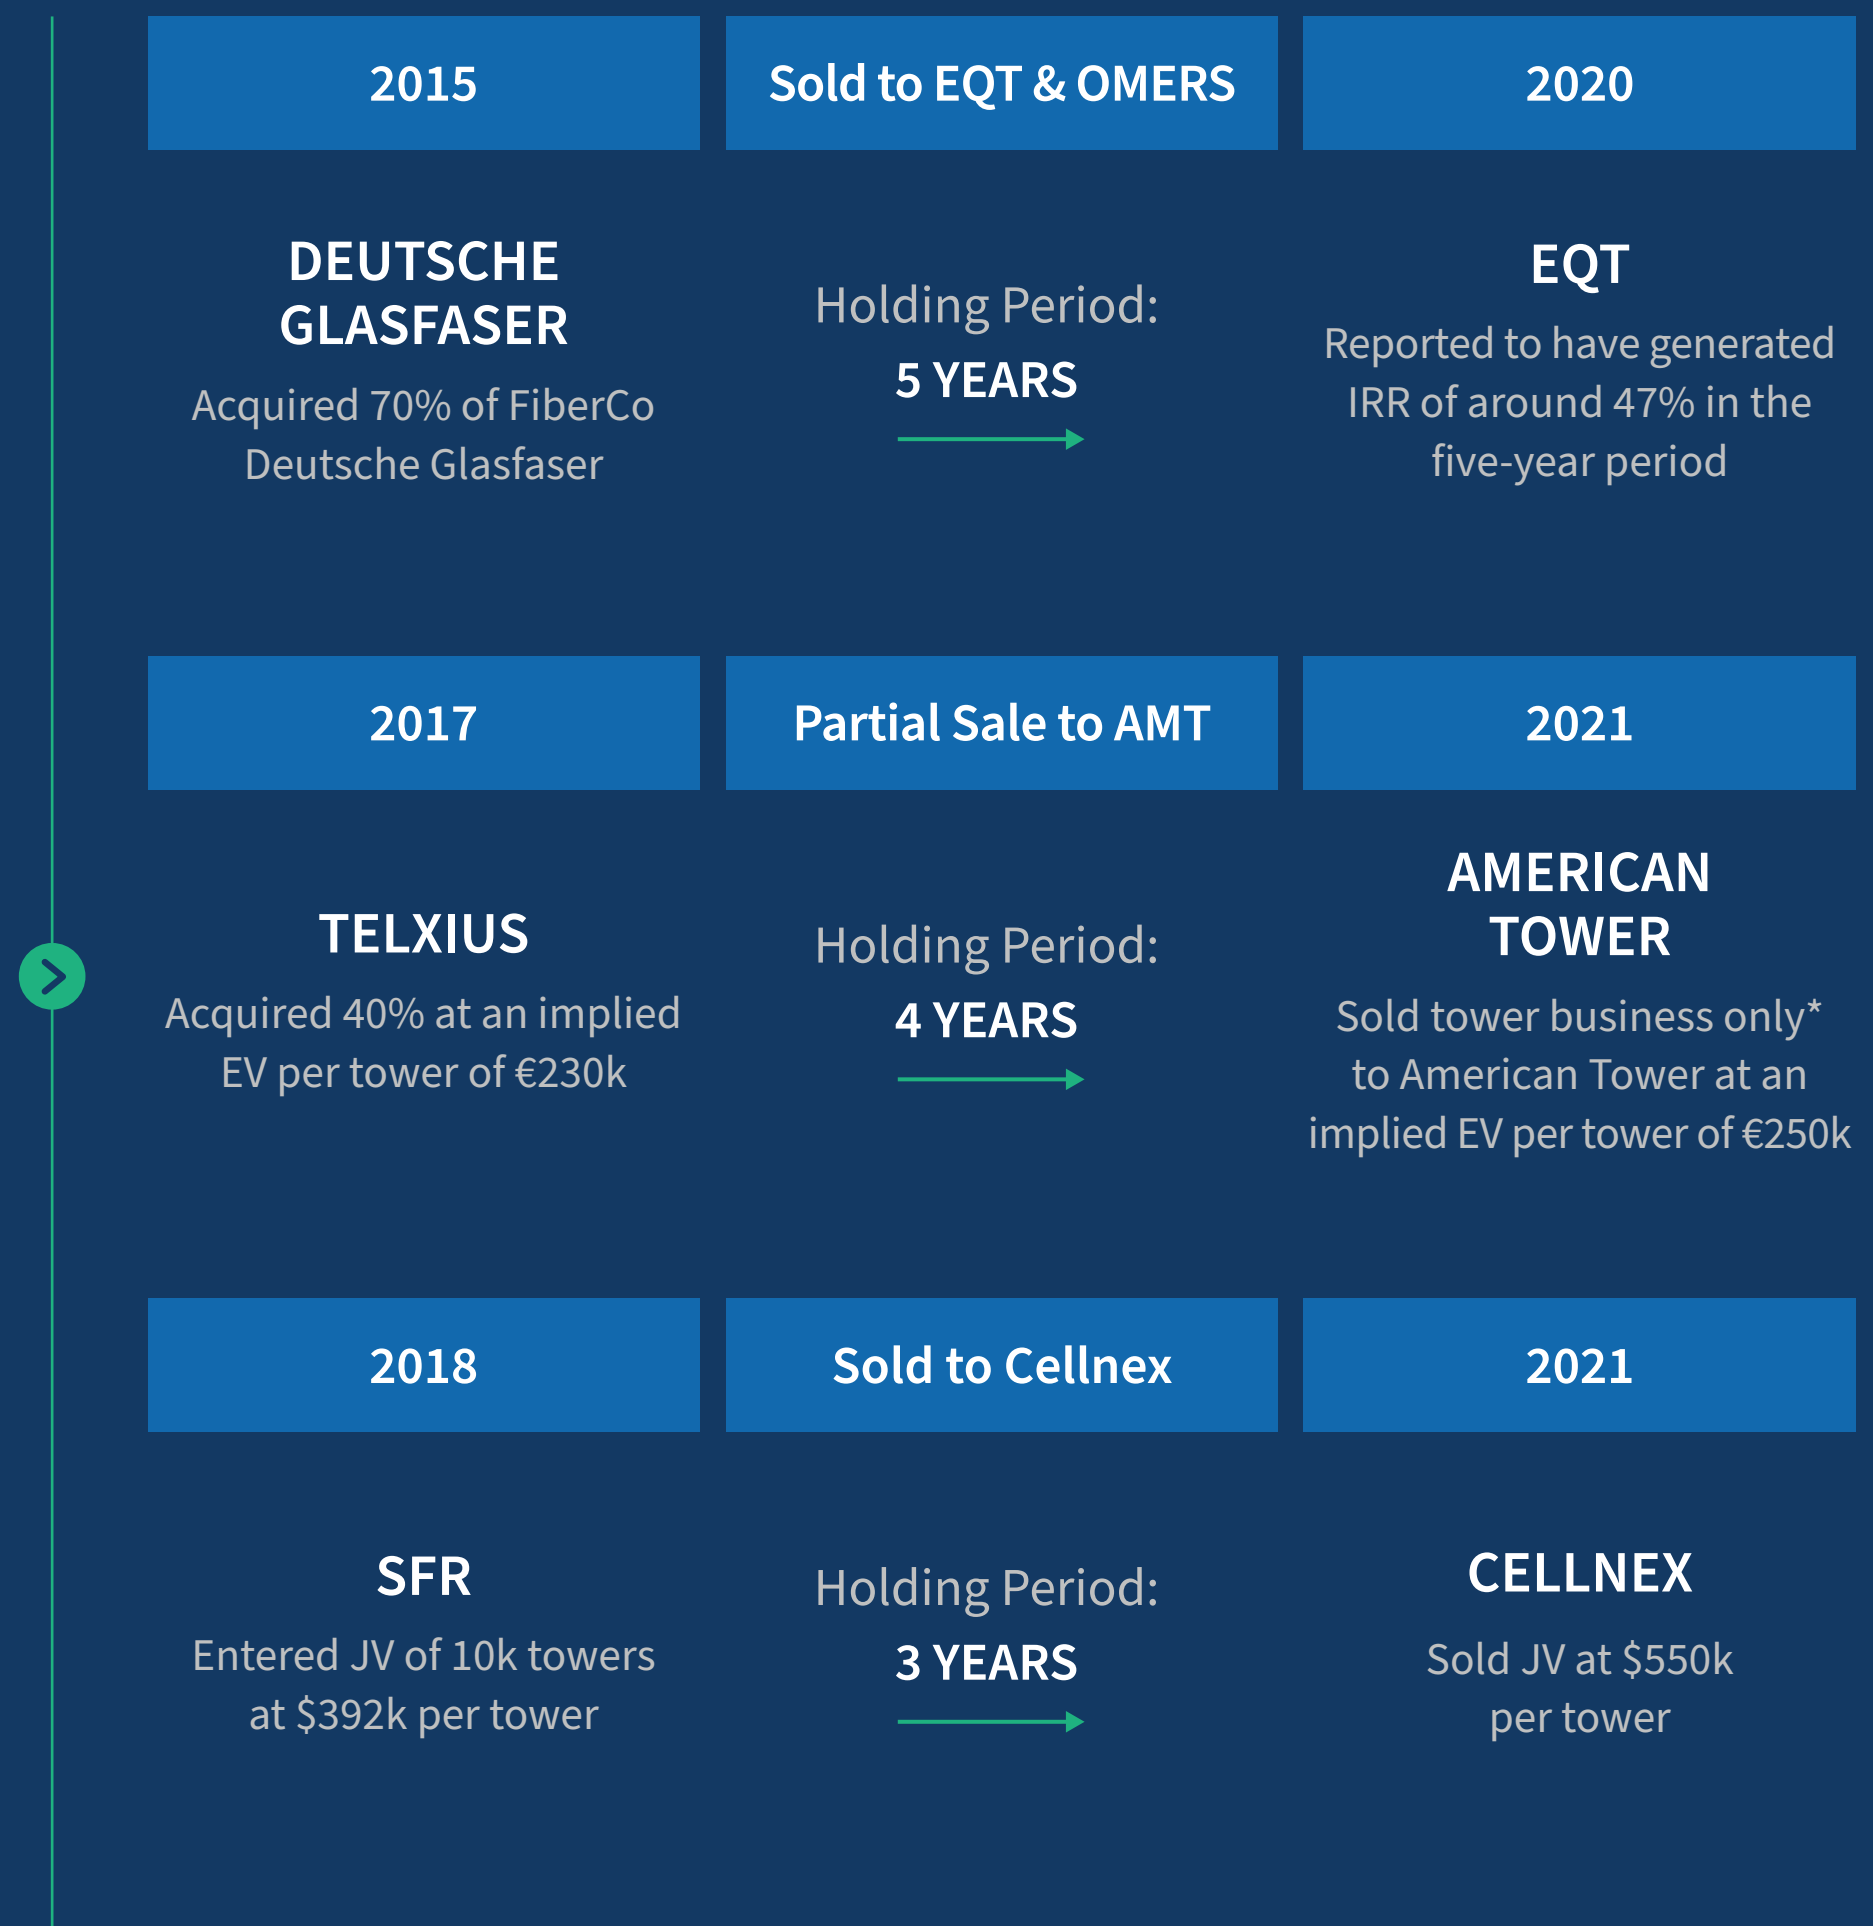 2015
Sold to EQT & OMERS
2020
DEUTSCHE
GLASFASER
Acquired 70% of FiberCo
Deutsche Glasfaser
Holding Period:
5 YEARS
EQT
Reported to have generated
IRR of around 47% in the
five-year period
2017
Partial Sale to AMT
2021
TELXIUS
Acquired 40% at an implied
EV per tower of €230k
Holding Period:
4 YEARS
AMERICAN
TOWER
Sold tower business only*
to American Tower at an
implied EV per tower of €250k
2018
Sold to Cellnex
2021
SFR
Entered JV of 10k towers
at $392k per tower
Holding Period:
3 YEARS
CELLNEX
Sold JV at $550k
per tower